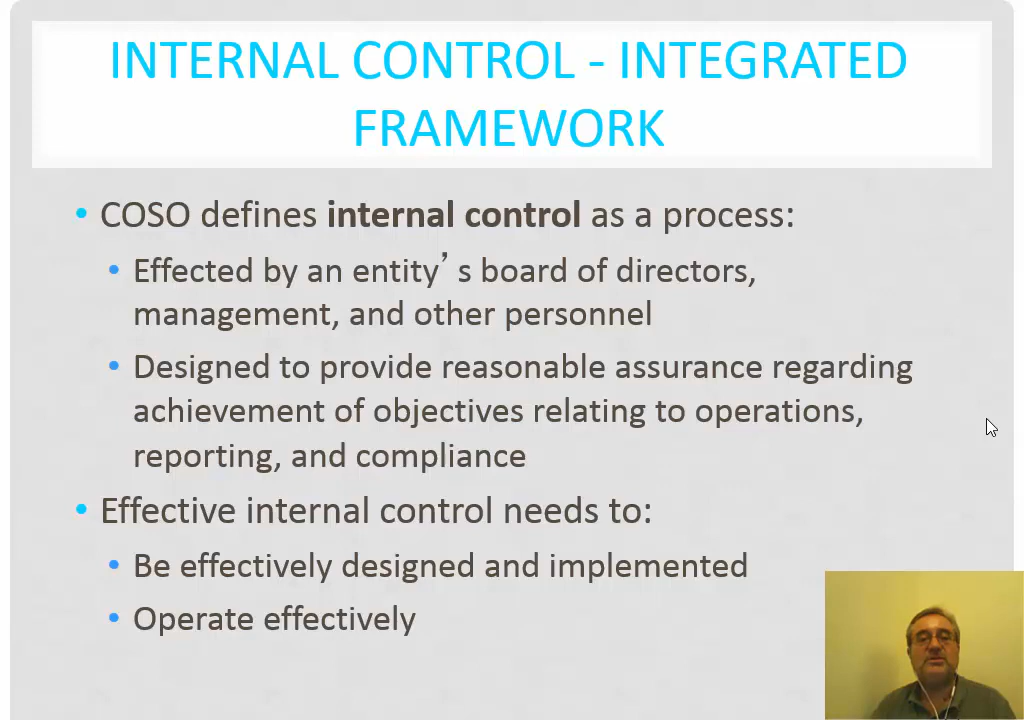 INTERNAL CONTROL - INTEGRATED
FRAMEWORK
• COSO defines internal control as a process:
• Effected by an entity’ s board of directors,
management, and other personnel
• Designed to provide reasonable assurance regarding
achievement of objectives relating to operations,
reporting, and compliance
• Effective internal control needs to:
• Be effectively designed and implemented
• Operate effectively